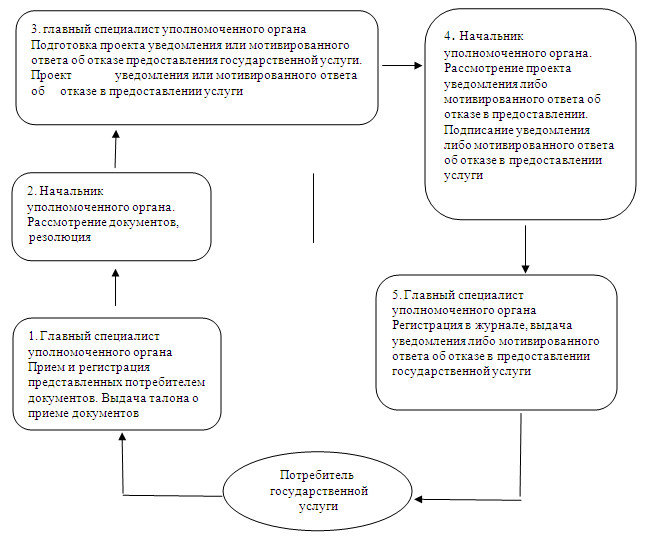 3. главный специалист уполномоченного органа
Подготовка проекта уведомления или мотивированного
ответа об отказе предоставления государственной услуги.
Проект уведомления или мотивированного ответа
об отказе в предоставлении услуги
4. Начальник
уполномоченного органа.
Рассмотрение проекта
уведомления либо
мотивированного ответа об
отказе в предоставлении.
Подписание уведомления
либо мотивированного ответа
об отказе в предоставлении
услуги
2. Начальник
уполномоченного органа.
Рассмотрение документов,
резолюция
5. Главный специалист
уполномоченного органа
Регистрация в журнале, выдача
уведомления либо мотивированного
ответа об отказе в предоставлении
государственной услуги
1. Главный специалист
уполномоченного органа
Прием и регистрация
представленных потребителем
документов. Выдача талона о
приеме документов
Потребитель
государственной
услуги